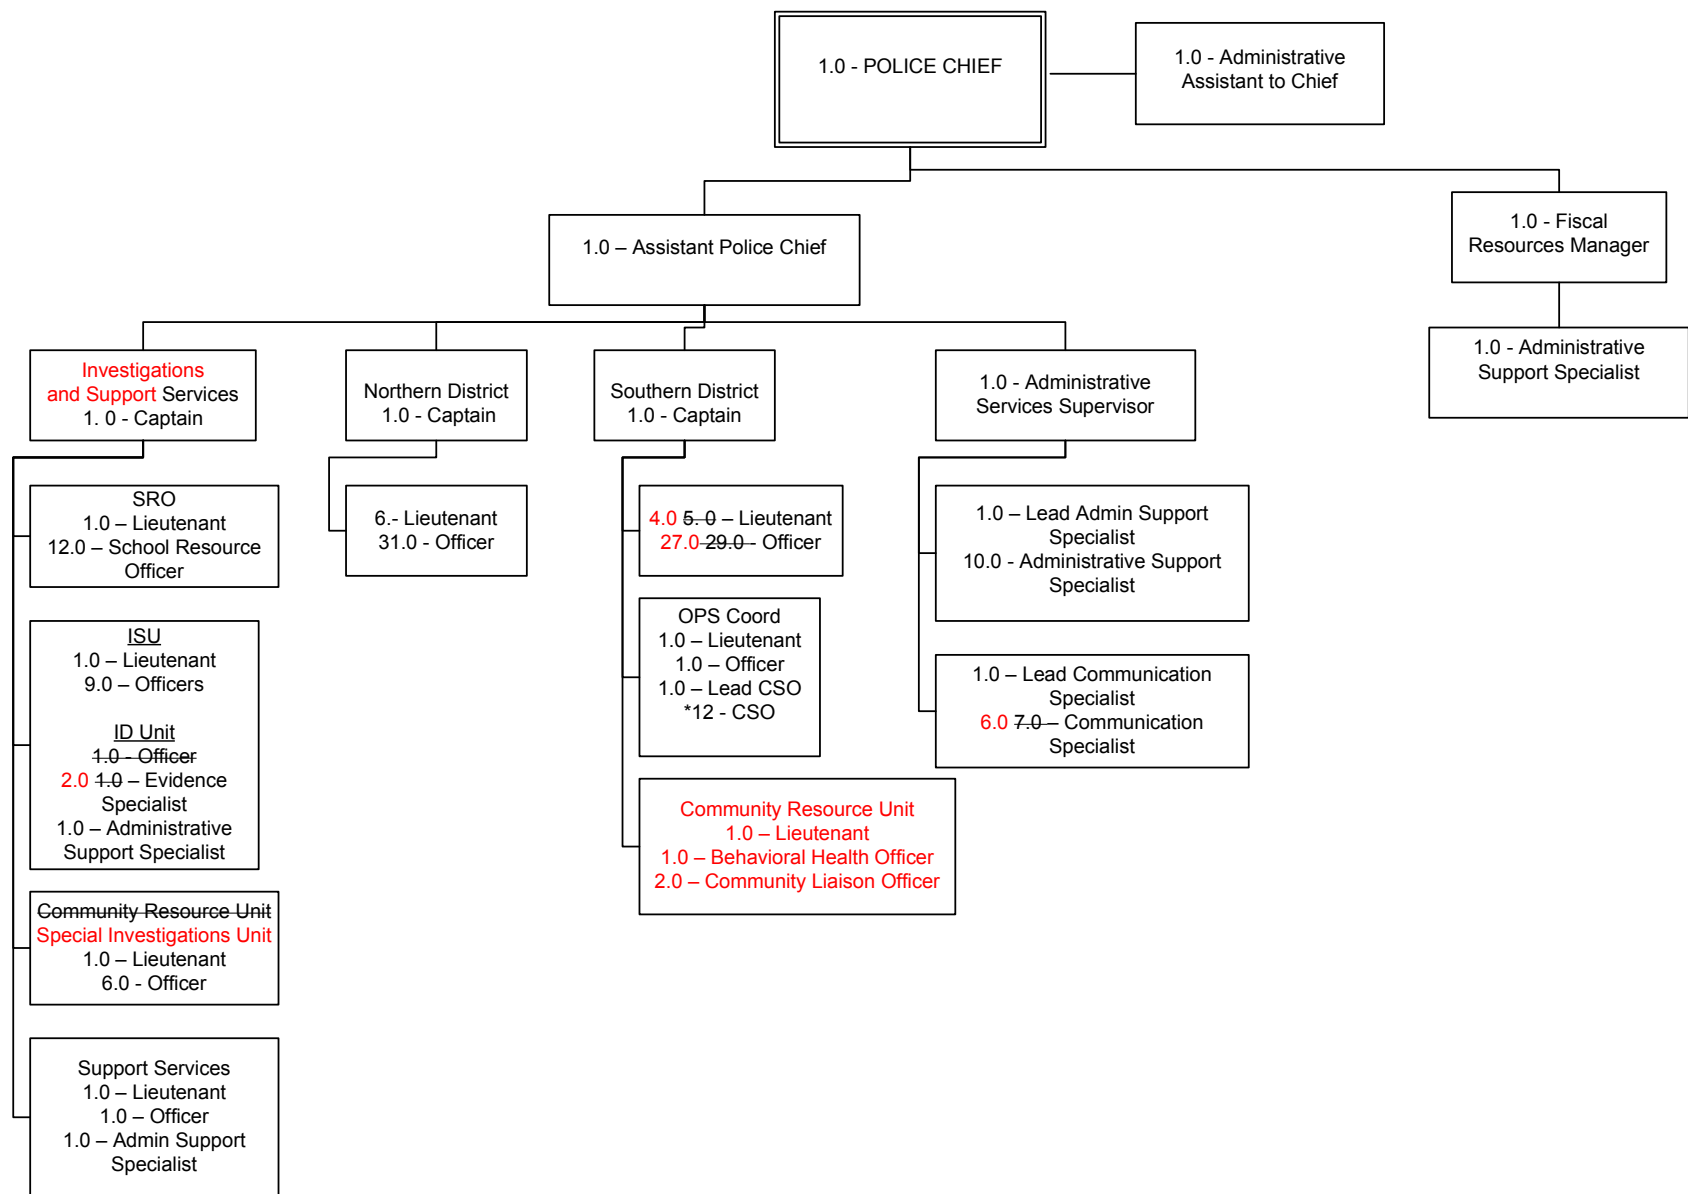 1.0 - POLICE CHIEF
1.0 - Administrative
Assistant to Chief
1.0 – Assistant Police Chief
1.0 - Fiscal
Resources Manager
1.0 - Administrative
Support Specialist
Investigations
and Support Services
1. 0 - Captain
Northern District
1.0 - Captain
Southern District
1.0 - Captain
1.0 - Administrative
Services Supervisor
SRO
1.0 – Lieutenant
12.0 – School Resource
Officer
ISU
1.0 – Lieutenant
9.0 – Officers
ID Unit
1.0 - Officer
2.0 1.0 – Evidence
Specialist
1.0 – Administrative
Support Specialist
Community Resource Unit
Special Investigations Unit
1.0 – Lieutenant
6.0 - Officer
Support Services
1.0 – Lieutenant
1.0 – Officer
1.0 – Admin Support
Specialist
6.- Lieutenant
31.0 - Officer
4.0 5. 0 – Lieutenant
27.0 29.0 - Officer
OPS Coord
1.0 – Lieutenant
1.0 – Officer
1.0 – Lead CSO
*12 - CSO
Community Resource Unit
1.0 – Lieutenant
1.0 – Behavioral Health Officer
2.0 – Community Liaison Officer
1.0 – Lead Admin Support
Specialist
10.0 - Administrative Support
Specialist
1.0 – Lead Communication
Specialist
6.0 7.0 – Communication
Specialist